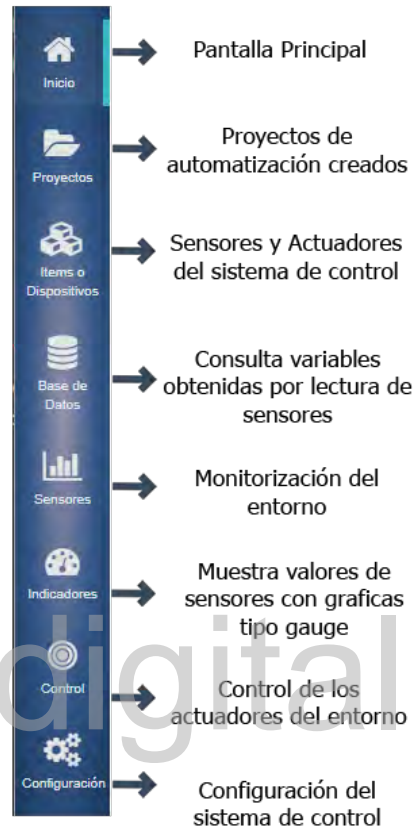 Inicio
Pantalla Principal
Proyectos
Proyectos de
automatización creados
Items o
Dispositivos
Sensores y Actuadores
del sistema de control
Base de
Datos
Consulta variables
obtenidas por lectura de
sensores
Sensores
Monitorización del
entorno
Indicadores
Muestra valores de
sensores con graficas
tipo gauge
digital
Control
Control de los
actuadores del entorno
Configuración
Configuración del
sistema de control